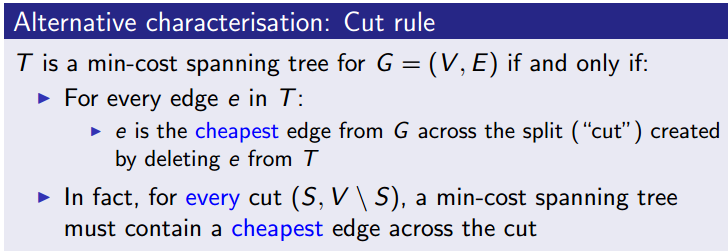 Alternative characterisation: Cut rule
T is a min-cost spanning tree for G = (V, E) if and only if:
▶ For every edge e in T:
▶ e is the cheapest edge from G across the split (“cut”) created
by deleting e from T
▶ In fact, for every cut (S, V \ S), a min-cost spanning tree
must contain a cheapest edge across the cut